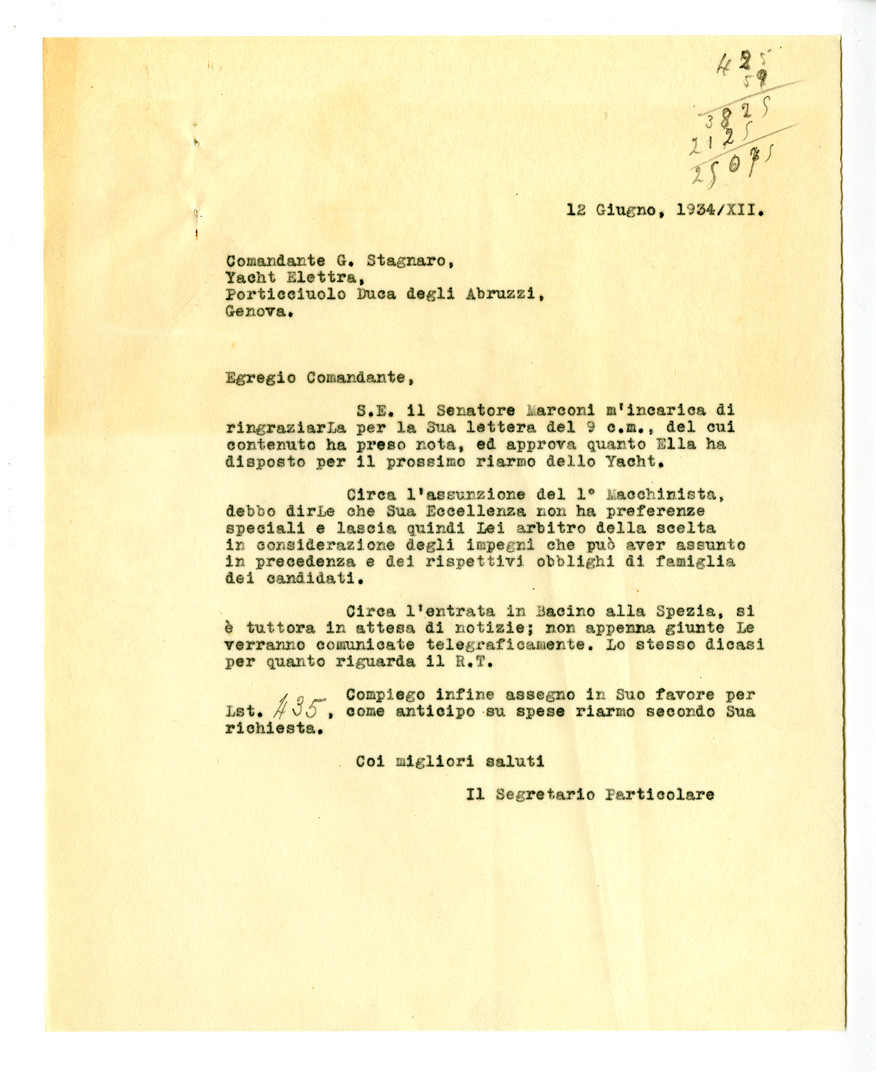 425
59
3825
2125
25075
12 Giugno, 1934/XII.
Comandante G. Stagnaro,
Yacht Elettra,
Porticciuolo Duca degli Abruzzi,
Genova.
Egregio Comandante,
S.E. il Senatore Marconi m'incarica di
ringraziarLa per la Sua lettera del 9 c.m., del cui
contenuto ha preso nota, ed approva quanto Ella ha
disposto per il prossimo riarmo dello Yacht.
Circa l'assunzione del 1° Macchinista,
debbo dirLe che Sua Eccellenza non ha preferenze
speciali e lascia quindi Lei arbitro della scelta
in considerazione degli impegni che può aver assunto
in precedenza e dei rispettivi obblighi di famiglia
dei candidati.
Circa l'entrata in Bacino alla Spezia, si
è tuttora in attesa di notizie; non appenna giunte Le
verranno comunicate telegraficamente. Lo stesso dicasi
per quanto riguarda il R.T.
Compiego infine assegno in Suo favore per
Lst. 435, come anticipo su spese riarmo secondo Sua
richiesta.
Coi migliori saluti
Il Segretario Particolare